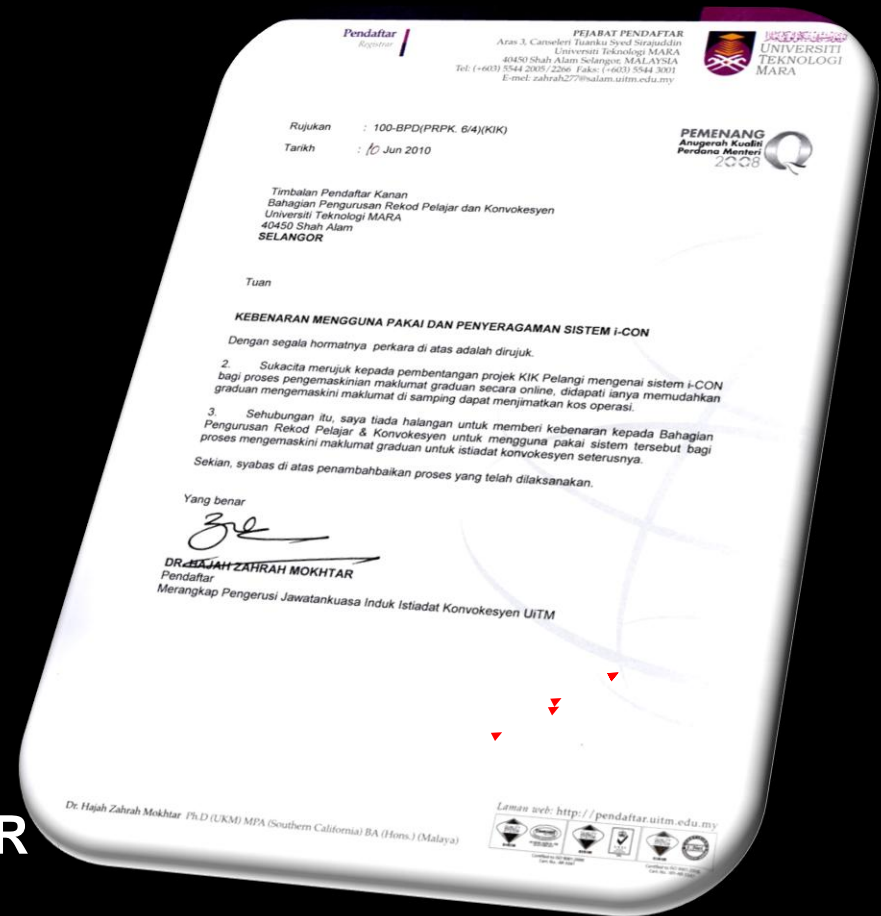 Pendaftar
Registrar
PEJABAT PENDAFTAR
Aras 3, Canseleri Tuanku Syed Sirajuddin
Universiti Teknologi MARA
40450 Shah Alam Selangor, MALAYSIA
Tel: (+603) 5544 2005/2266 Faks: (+603) 5544 3001
E-mel: zahrah277@salam.uitm.edu.my
UNIVERSITI
TEKNOLOGI
MARA
Rujukan : 100-BPD(PRPK. 6/4)(KIK)
Tarikh : 10 Jun 2010
PEMENANG
Anugerah Kualiti
Perdana Menteri
2008
Timbalan Pendaftar Kanan
Bahagian Pengurusan Rekod Pelajar dan Konvokesyen
Universiti Teknologi MARA
40450 Shah Alam
SELANGOR
Tuan
KEBENARAN MENGGUNA PAKAI DAN PENYERAGAMAN SISTEM i-CON
Dengan segala hormatnya perkara di atas adalah dirujuk.
2. Sukacita merujuk kepada pembentangan projek KIK Pelangi mengenai sistem i-CON
bagi proses pengemaskinian maklumat graduan secara online, didapati ianya memudahkan
graduan mengemaskini maklumat di samping dapat menjimatkan kos operasi.
3. Sehubungan itu, saya tiada halangan untuk memberi kebenaran kepada Bahagian
Pengurusan Rekod Pelajar & Konvokesyen untuk mengguna pakai sistem tersebut bagi
proses mengemaskini maklumat graduan untuk istiadat konvokesyen seterusnya.
Sekian, syabas di atas penambahbaikan proses yang telah dilaksanakan.
Yang benar
DR. HAJAH ZAHRAH MOKHTAR
Pendaftar
Merangkap Pengerusi Jawatankuasa Induk Istiadat Konvokesyen UiTM
Dr. Hajah Zahrah Mokhtar Ph.D (UKM) MPA (Southern California) BA (Hons.) (Malaya)
Laman web: http://pendaftar.uitm.edu.my
R